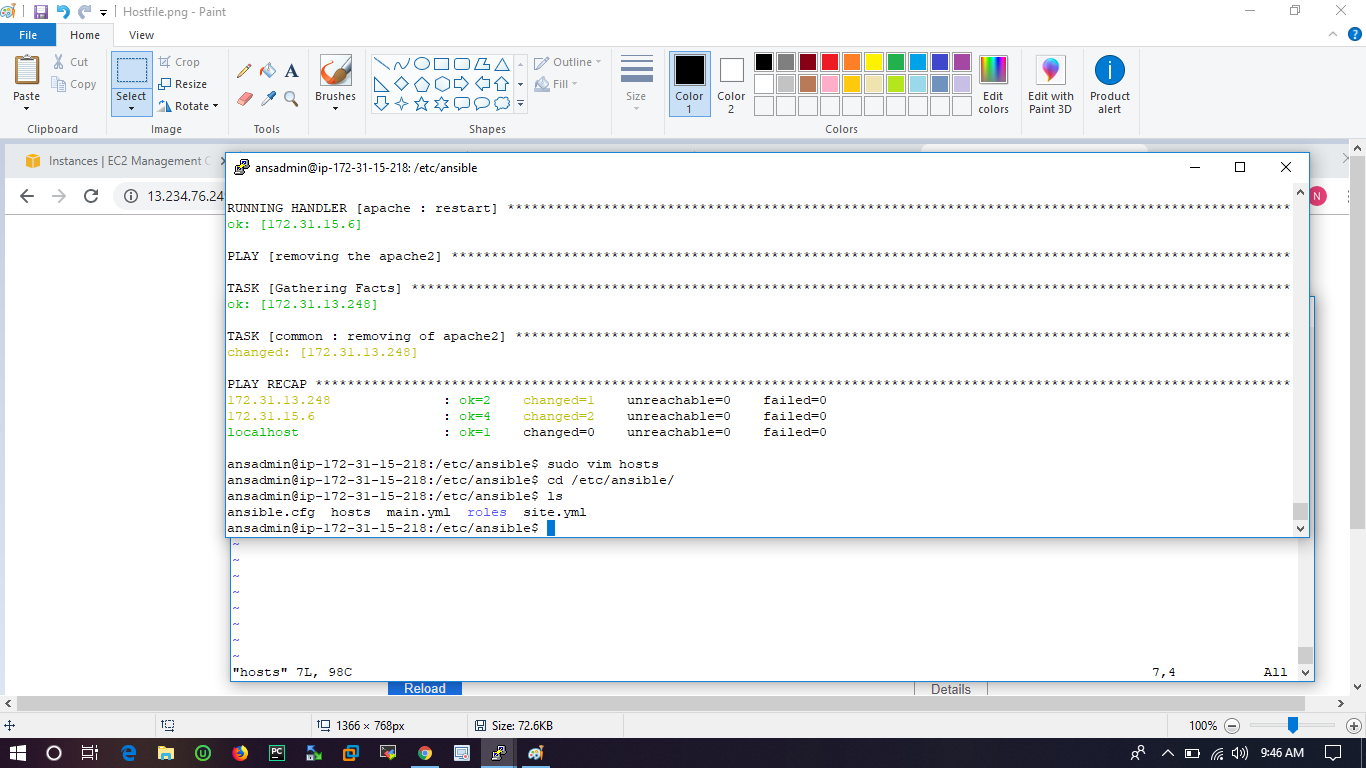 Hostfile.png - Paint
File Home View
Paste
Cut
Copy
Clipboard
Select
Crop
Resize
Rotate
Image
A
Tools
Brushes
Outline
Fill
Shapes
Size
Color 1
Color 2
Colors
Edit colors
Edit with Paint 3D
Product alert
Instances | EC2 Management
13.234.76.24
N
ansadmin@ip-172-31-15-218: /etc/ansible
RUNNING HANDLER [apache : restart] **************************************************************************************************
ok: [172.31.15.6]
PLAY [removing the apache2] *********************************************************************************************************
TASK [Gathering Facts] **************************************************************************************************************
ok: [172.31.13.248]
TASK [common : removing of apache2] *************************************************************************************************
changed: [172.31.13.248]
PLAY RECAP **************************************************************************************************************************
172.31.13.248 : ok=2 changed=1 unreachable=0 failed=0
172.31.15.6 : ok=4 changed=2 unreachable=0 failed=0
localhost : ok=1 changed=0 unreachable=0 failed=0
ansadmin@ip-172-31-15-218:/etc/ansible$ sudo vim hosts
ansadmin@ip-172-31-15-218:/etc/ansible$ cd /etc/ansible/
ansadmin@ip-172-31-15-218:/etc/ansible$ ls
ansible.cfg hosts main.yml roles site.yml
ansadmin@ip-172-31-15-218:/etc/ansible$
~
~
~
~
~
~
~
~
"hosts" 7L, 98C 7,4 All
Reload Details
1366 × 768px Size: 72.6KB 100%
PC
9:46 AM